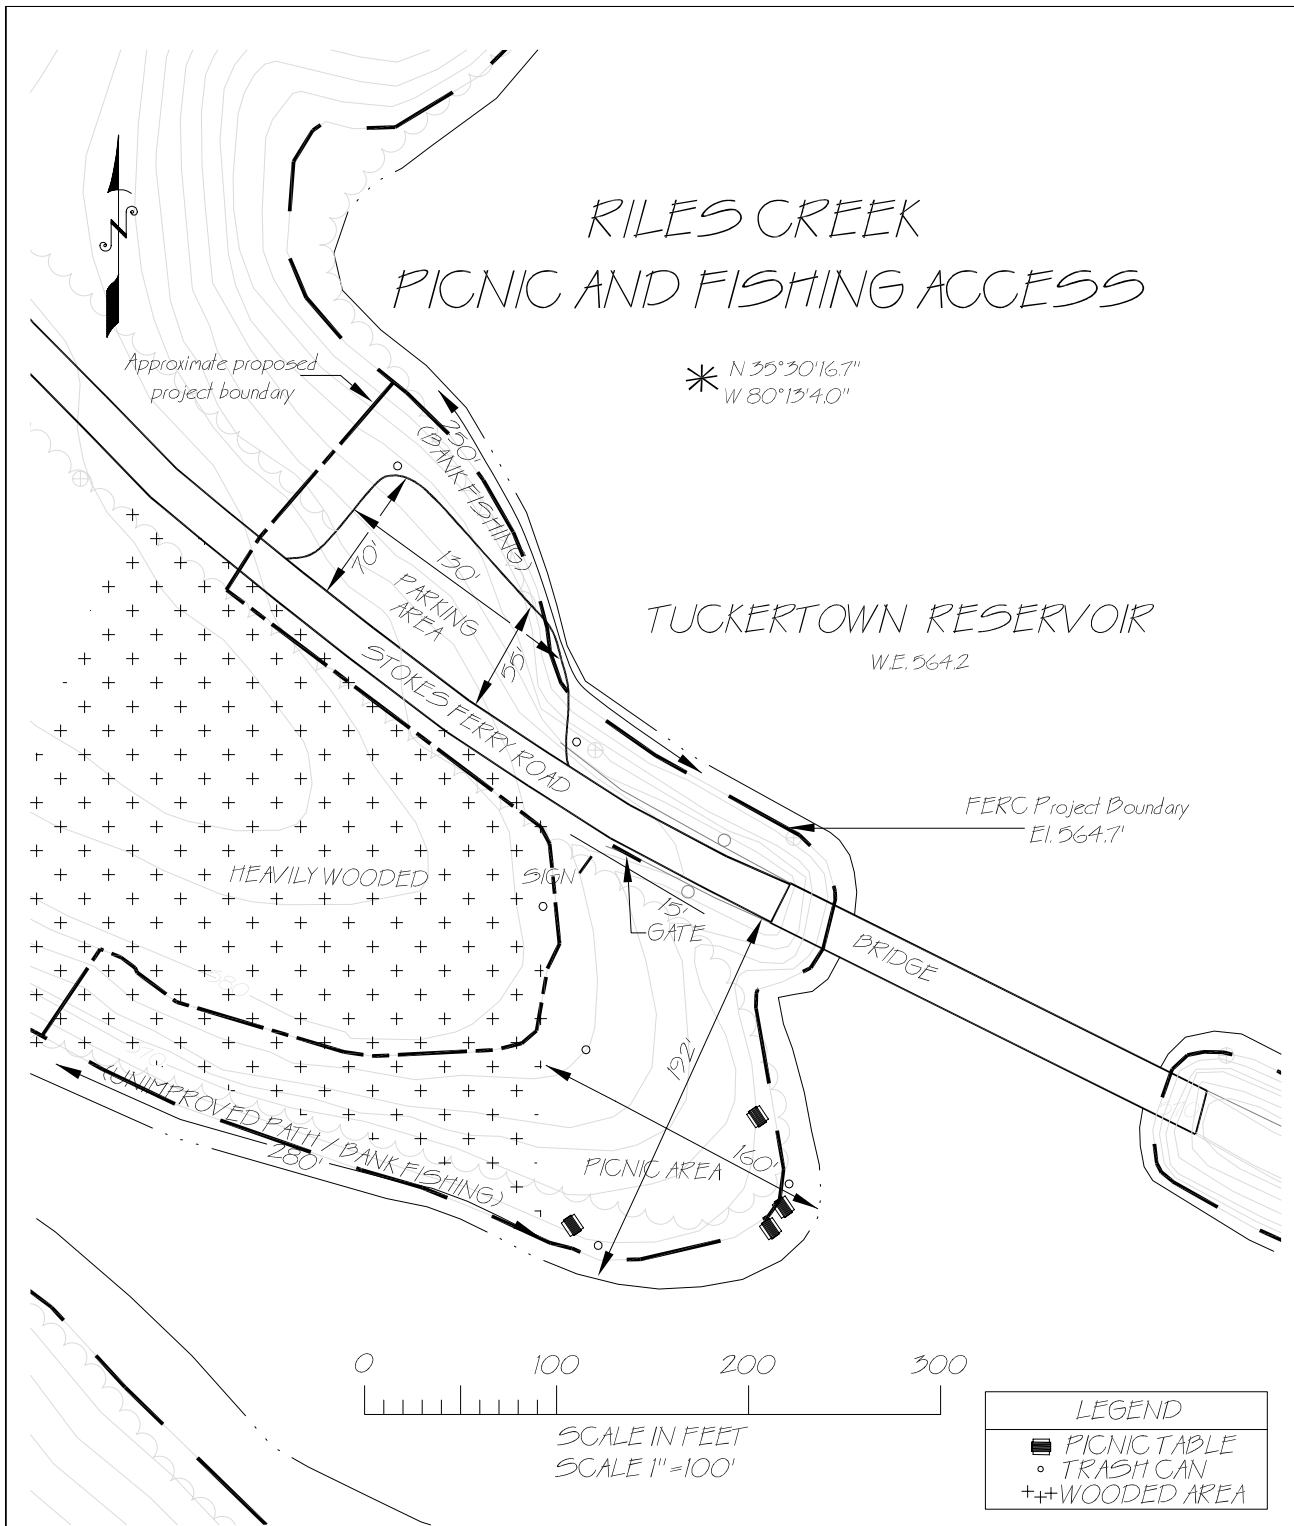 N
RILES CREEK
PICNIC AND FISHING ACCESS
N 35°30'16.7"
W 80°13'4.0"
Approximate proposed
project boundary
250'
(BANK FISHING)
70'
130'
PARKING
AREA
55'
STOKES FERRY ROAD
TUCKERTOWN RESERVOIR
W.E. 564.2
FERC Project Boundary
El. 564.7'
HEAVILY WOODED
SIGN
15'
GATE
BRIDGE
580
192'
(UNIMPROVED PATH / BANK FISHING)
280'
PICNIC AREA
160'
0 100 200 300
SCALE IN FEET
SCALE 1"=100'
LEGEND
PICNIC TABLE
TRASH CAN
WOODED AREA